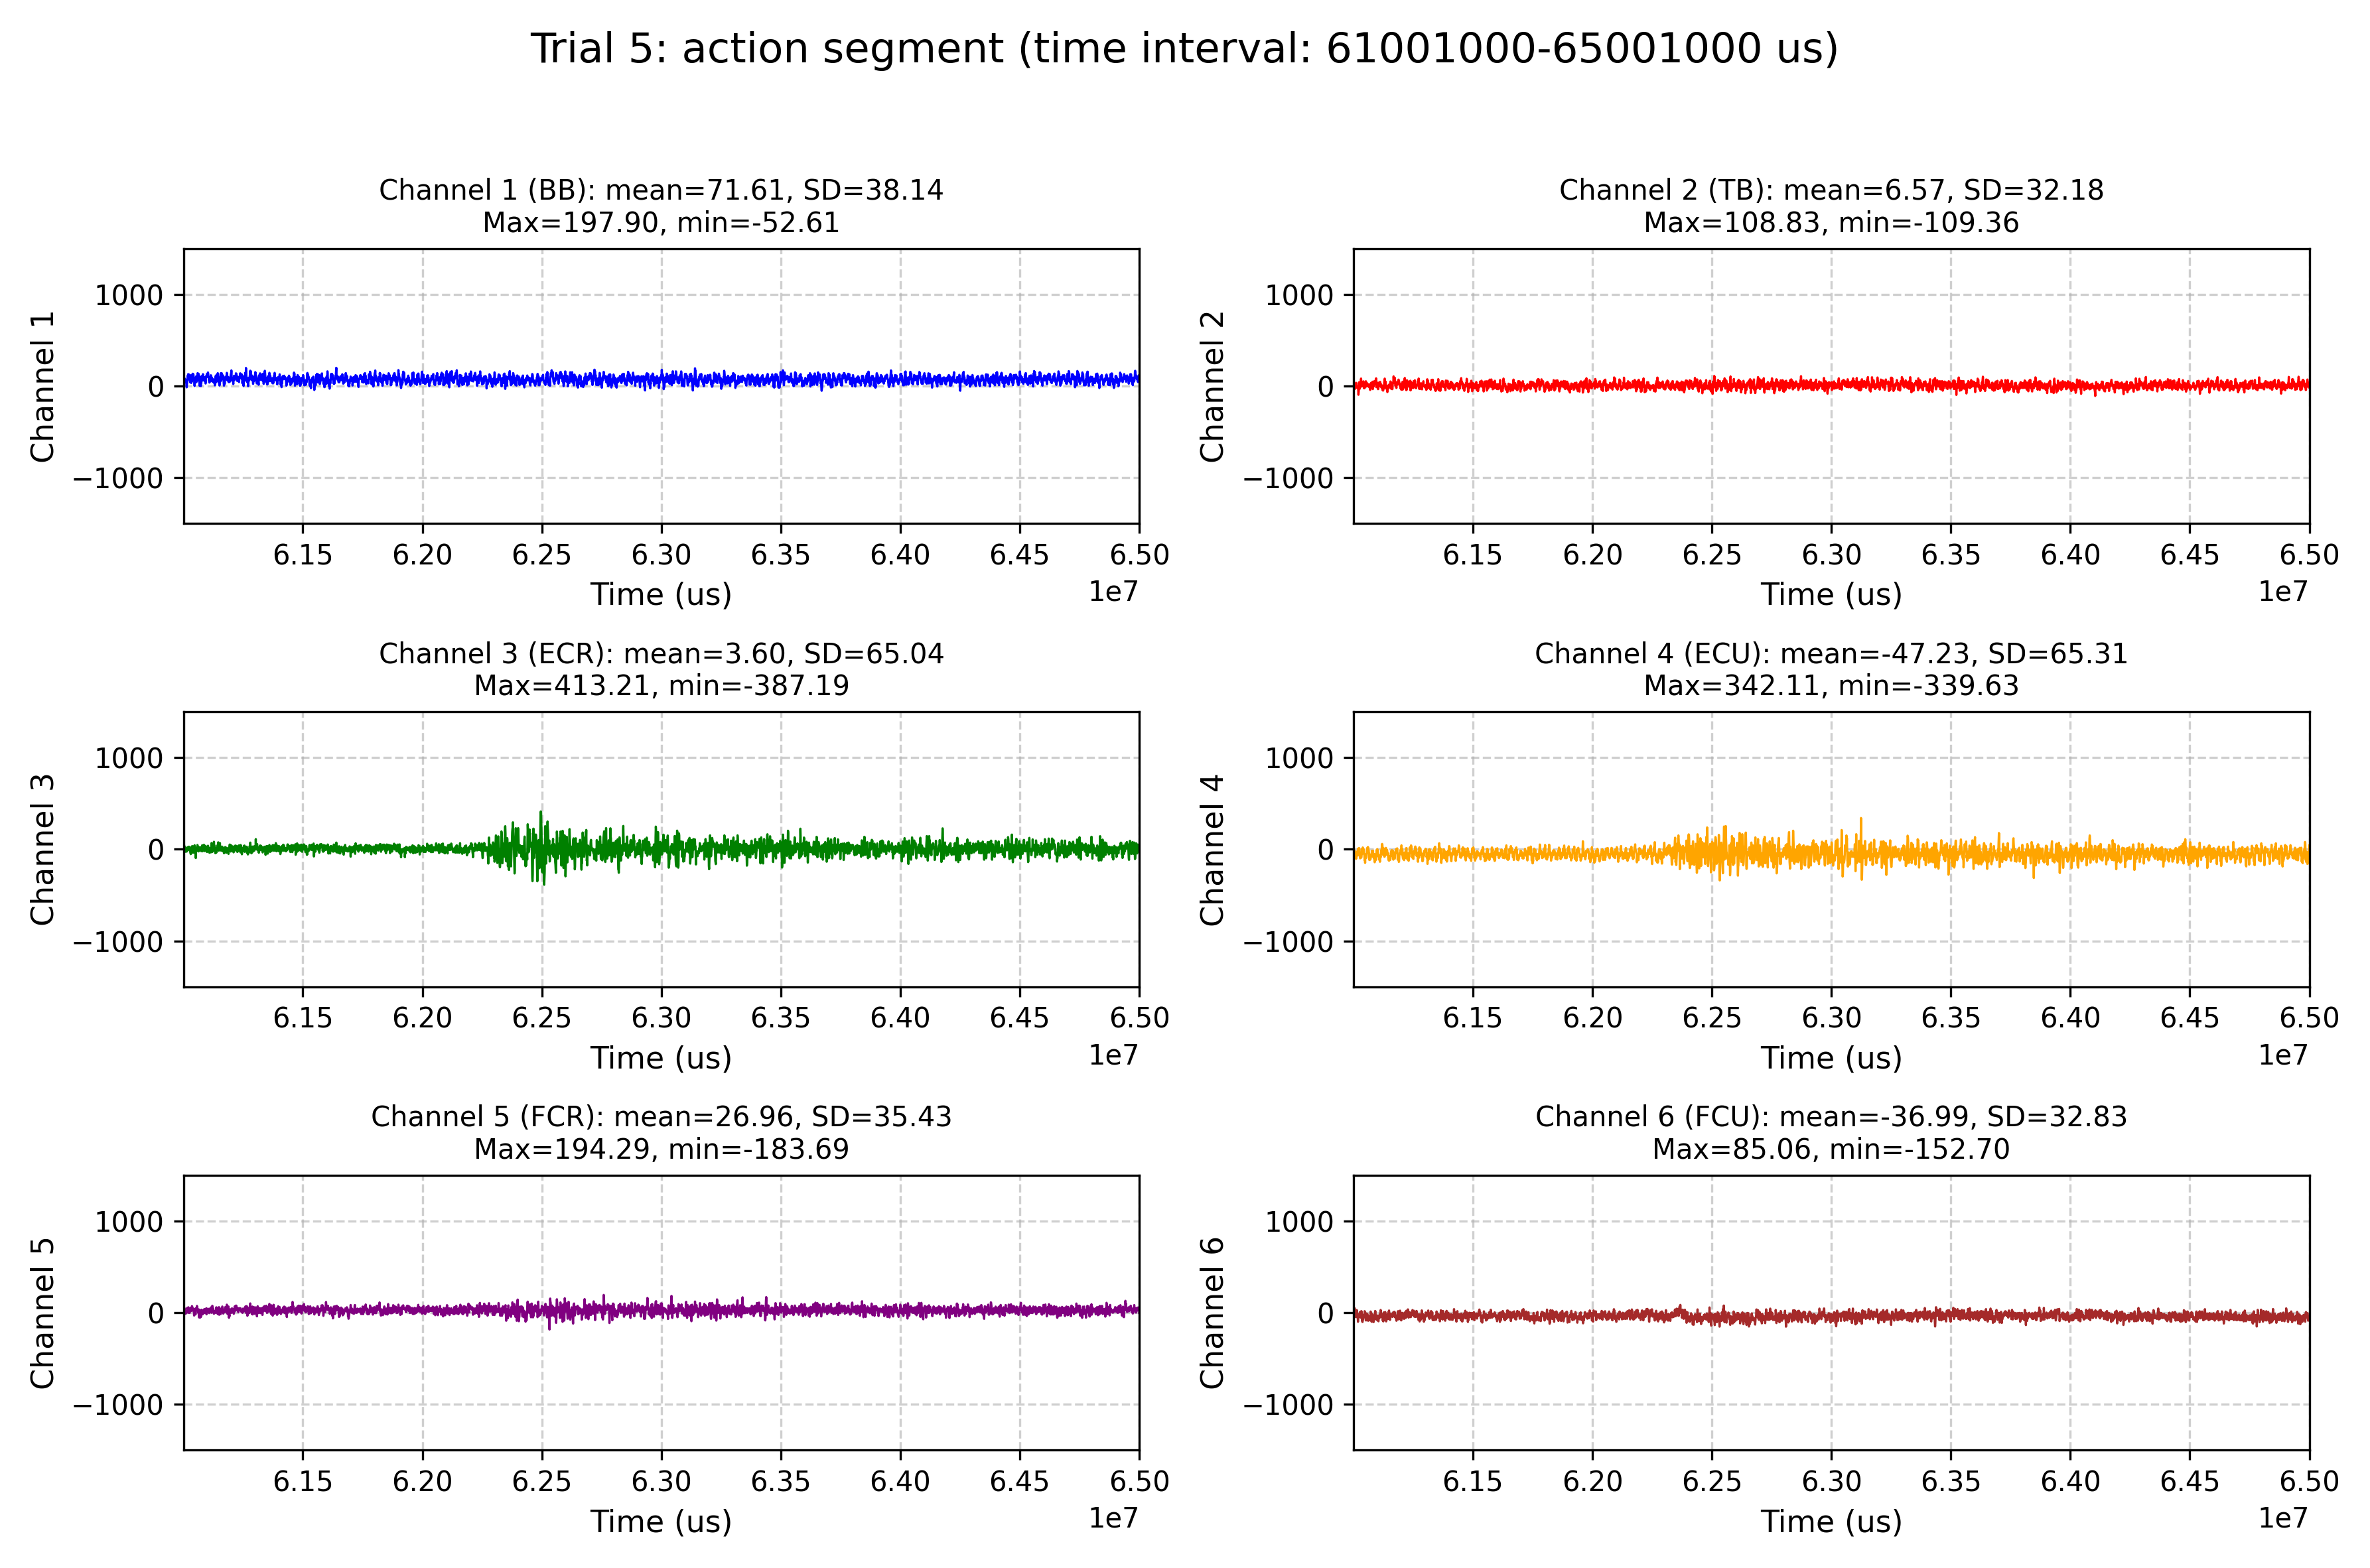 Trial 5: action segment (time interval: 61001000-65001000 us)
Channel 1 (BB): mean=71.61, SD=38.14
Max=197.90, min=-52.61
Channel 1
1000
0
−1000
6.15 6.20 6.25 6.30 6.35 6.40 6.45 6.50
Time (us)
1e7
Channel 2 (TB): mean=6.57, SD=32.18
Max=108.83, min=-109.36
Channel 2
1000
0
−1000
6.15 6.20 6.25 6.30 6.35 6.40 6.45 6.50
Time (us)
1e7
Channel 3 (ECR): mean=3.60, SD=65.04
Max=413.21, min=-387.19
Channel 3
1000
0
−1000
6.15 6.20 6.25 6.30 6.35 6.40 6.45 6.50
Time (us)
1e7
Channel 4 (ECU): mean=-47.23, SD=65.31
Max=342.11, min=-339.63
Channel 4
1000
0
−1000
6.15 6.20 6.25 6.30 6.35 6.40 6.45 6.50
Time (us)
1e7
Channel 5 (FCR): mean=26.96, SD=35.43
Max=194.29, min=-183.69
Channel 5
1000
0
−1000
6.15 6.20 6.25 6.30 6.35 6.40 6.45 6.50
Time (us)
1e7
Channel 6 (FCU): mean=-36.99, SD=32.83
Max=85.06, min=-152.70
Channel 6
1000
0
−1000
6.15 6.20 6.25 6.30 6.35 6.40 6.45 6.50
Time (us)
1e7